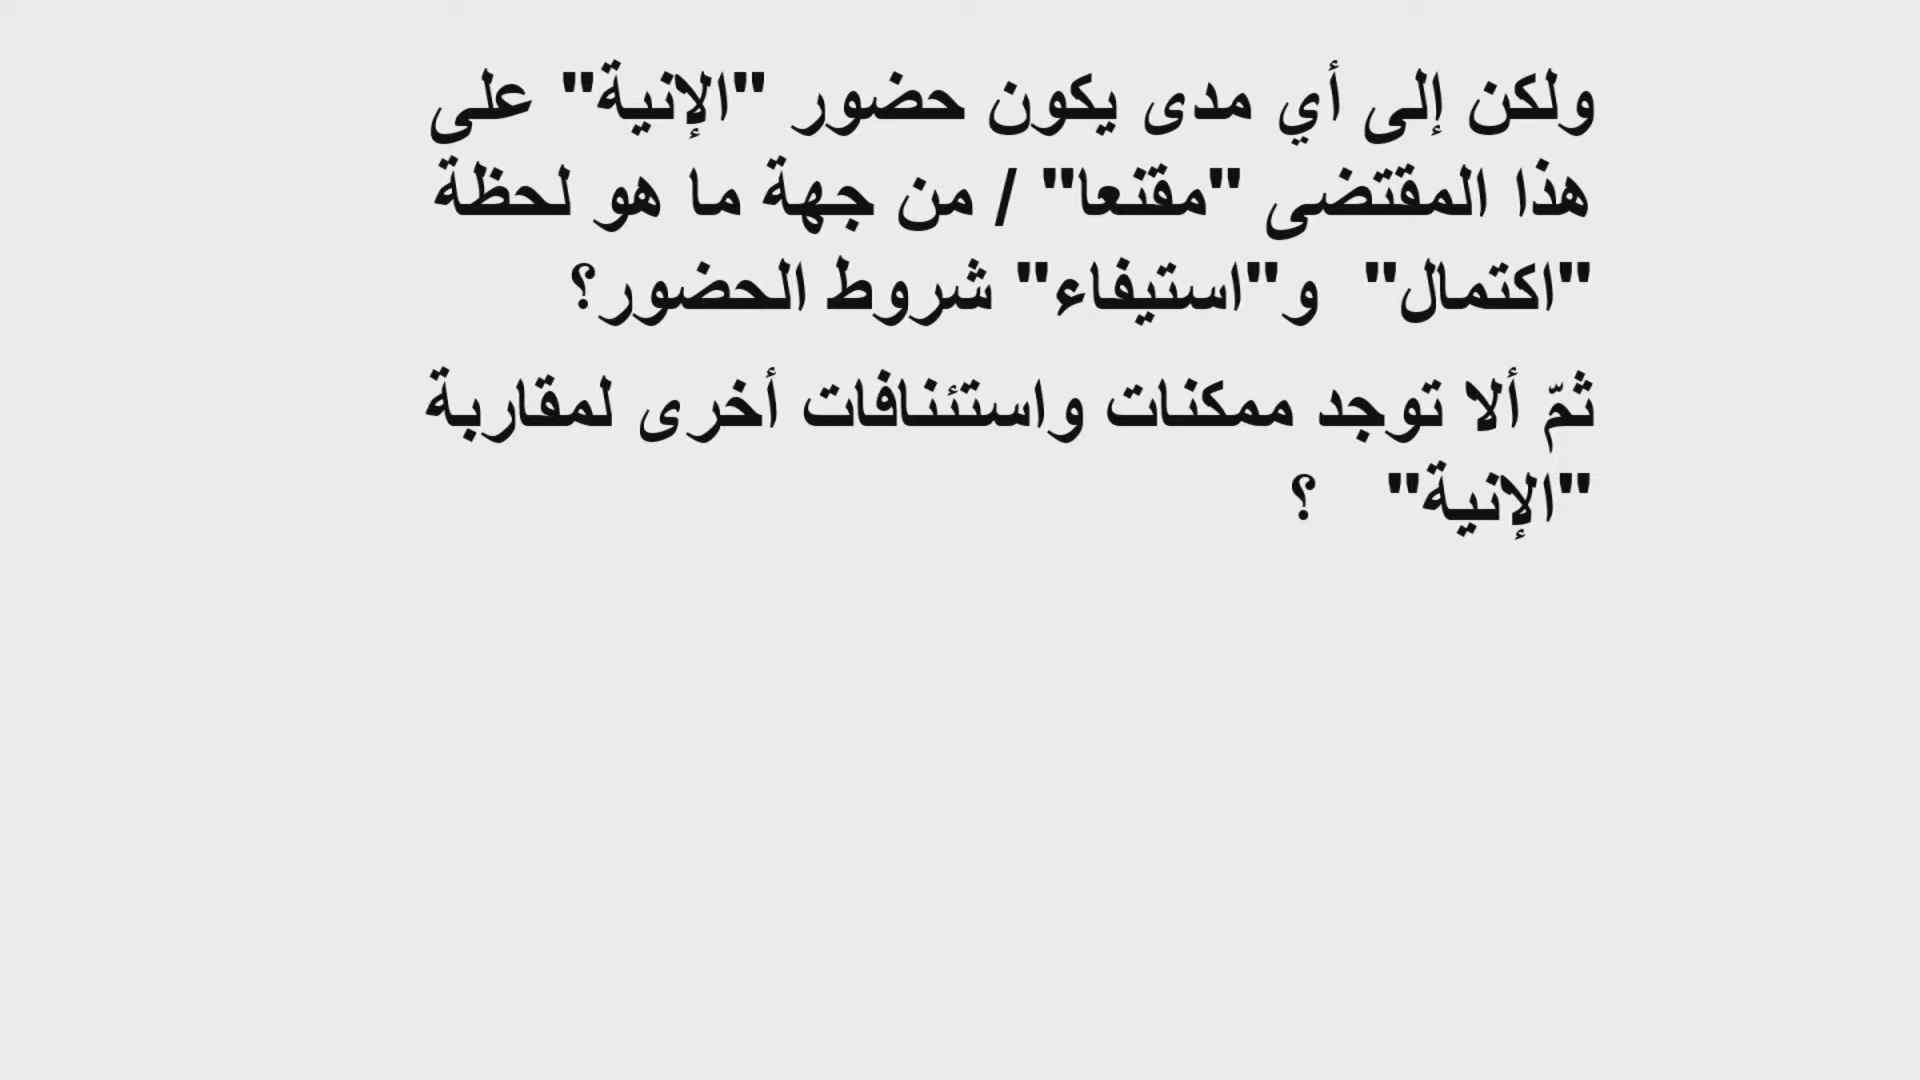 ولكن إلى أي مدى يكون حضور "الإنية" على
هذا المقتضى "مقنعا" / من جهة ما هو لحظة
"اكتمال" و"استيفاء" شروط الحضور؟
ثمّ ألا توجد ممكنات واستئنافات أخرى لمقاربة
"الإنية" ؟